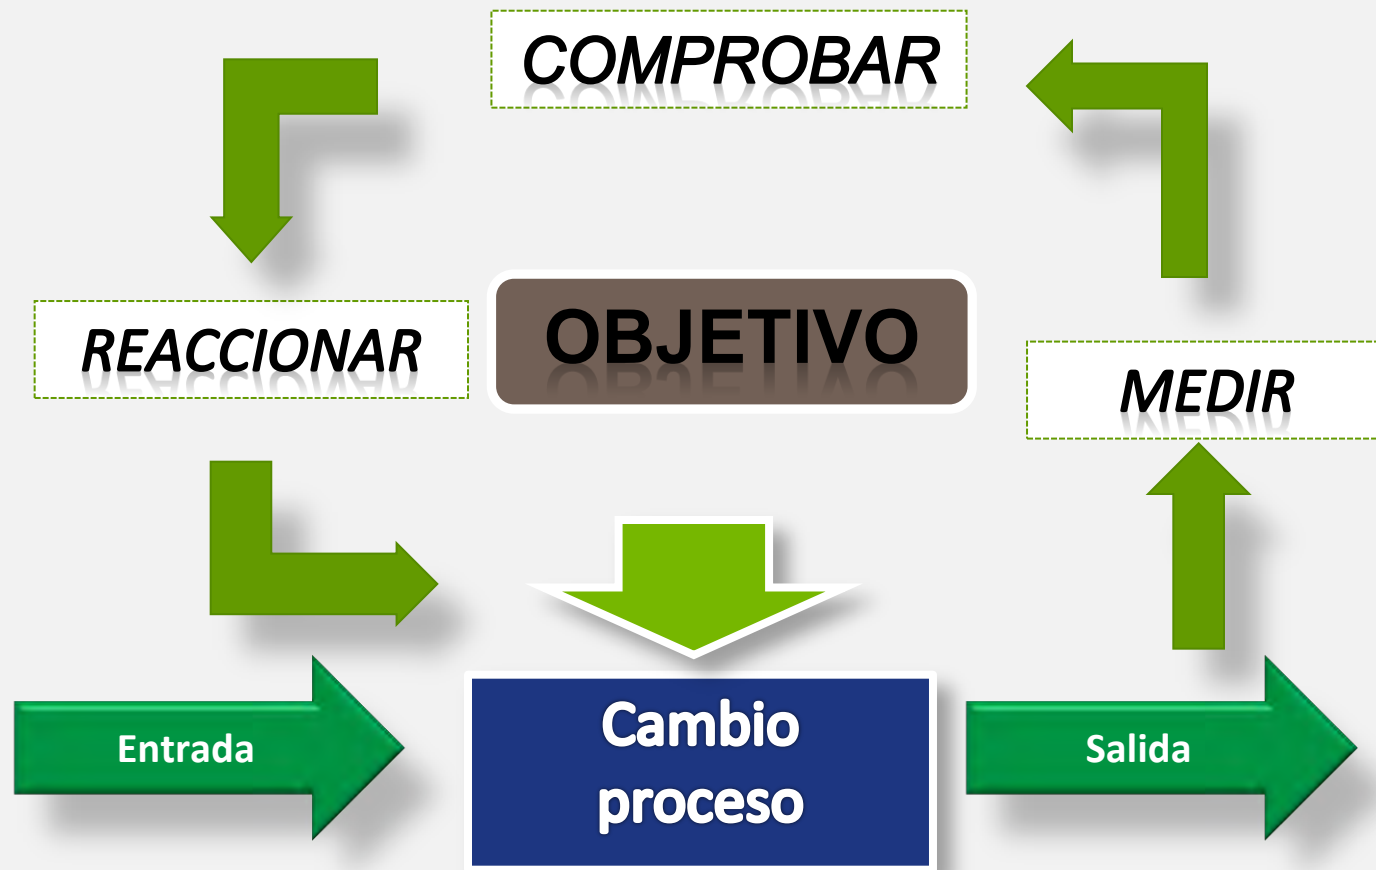 COMPROBAR
REACCIONAR
OBJETIVO
MEDIR
Entrada
Cambio
proceso
Salida